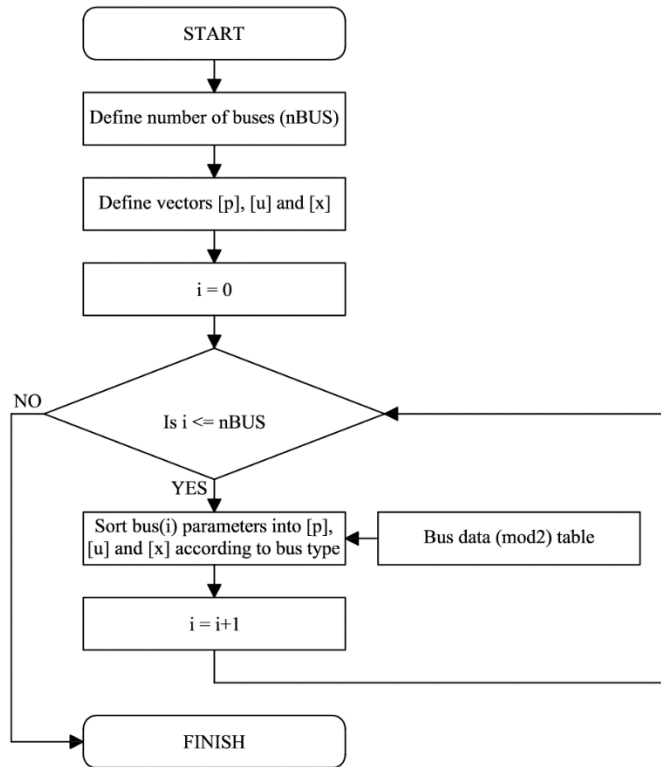 START
Define number of buses (nBUS)
Define vectors [p], [u] and [x]
i = 0
NO
Is i <= nBUS
YES
Sort bus(i) parameters into [p],
[u] and [x] according to bus type
Bus data (mod2) table
i = i+1
FINISH